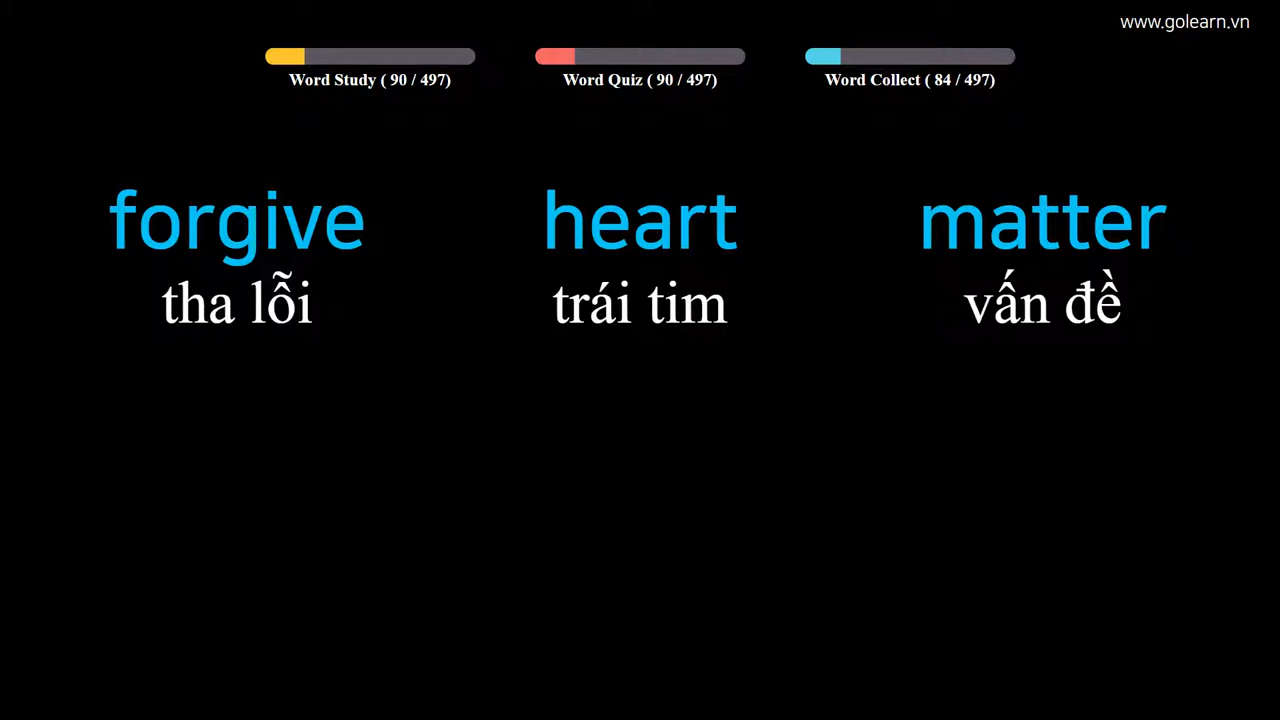 www.golearn.vn
Word Study ( 90 / 497)
Word Quiz ( 90 / 497)
Word Collect ( 84 / 497)
forgive
tha lỗi
heart
trái tim
matter
vấn đề